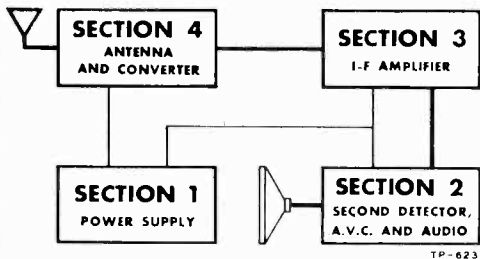 SECTION 4
ANTENNA
AND CONVERTER
SECTION 3
I-F AMPLIFIER
SECTION 1
POWER SUPPLY
SECTION 2
SECOND DETECTOR,
A.V.C. AND AUDIO
TP-623